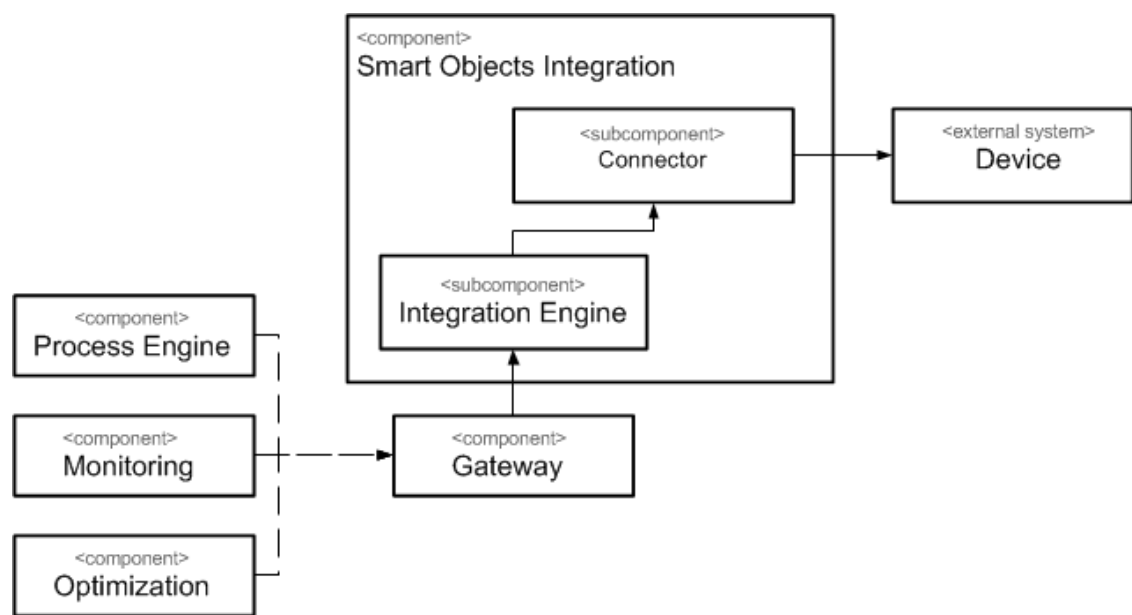 <component>
Smart Objects Integration
<subcomponent>
Connector
<external system>
Device
<subcomponent>
Integration Engine
<component>
Process Engine
<component>
Monitoring
<component>
Gateway
<component>
Optimization